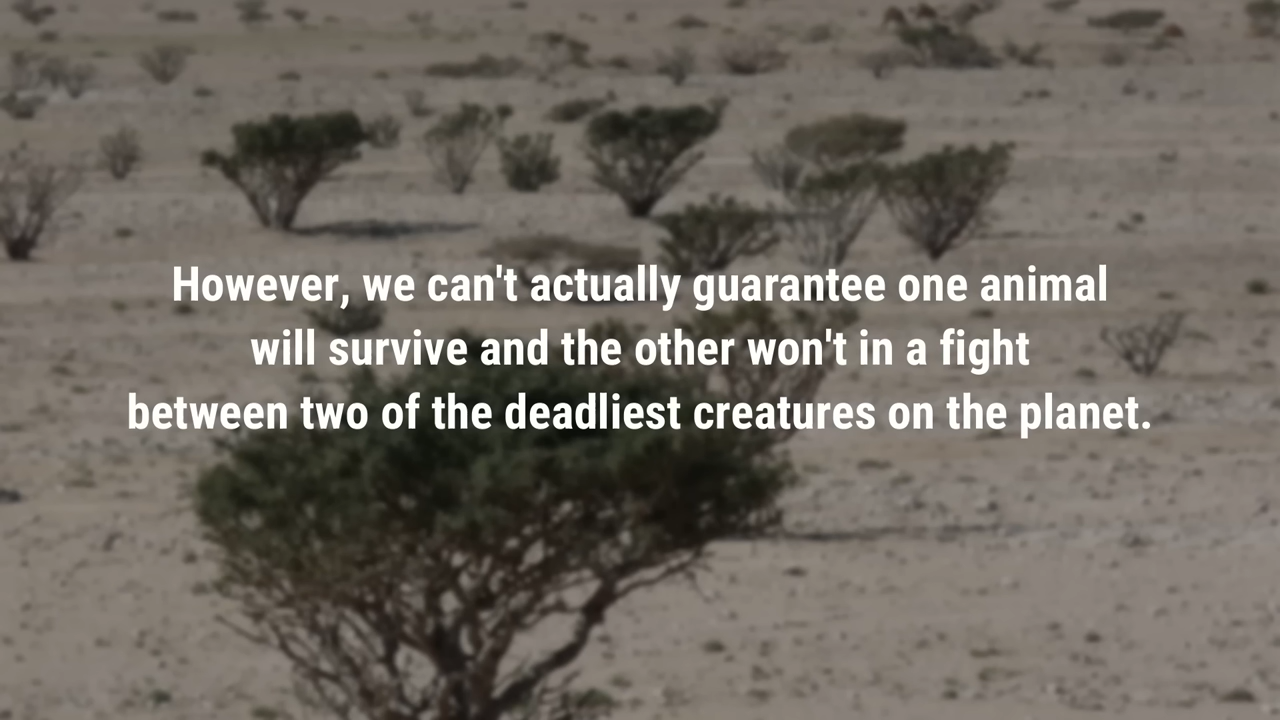 However, we can't actually guarantee one animal
will survive and the other won't in a fight
between two of the deadliest creatures on the planet.